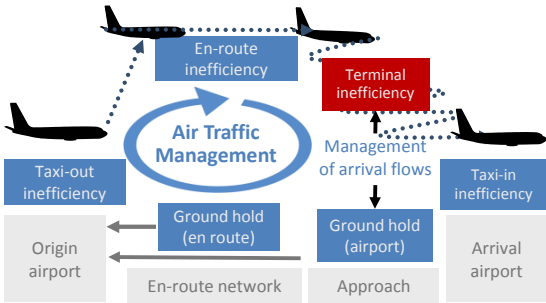 En-route
inefficiency
Terminal
inefficiency
Air Traffic
Management
Management
of arrival flows
Taxi-out
inefficiency
Taxi-in
inefficiency
Ground hold
(en route)
Ground hold
(airport)
Origin
airport
Arrival
airport
En-route network
Approach